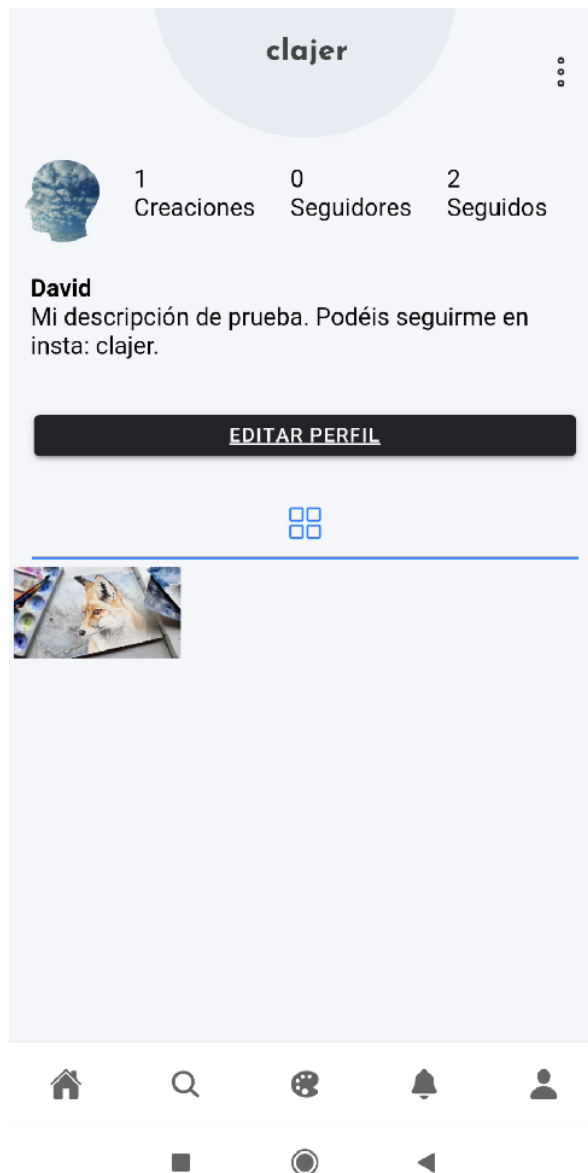 clajer
1 0 2
Creaciones Seguidores Seguidos
David
Mi descripción de prueba. Podéis seguirme en
insta: clajer.
EDITAR PERFIL